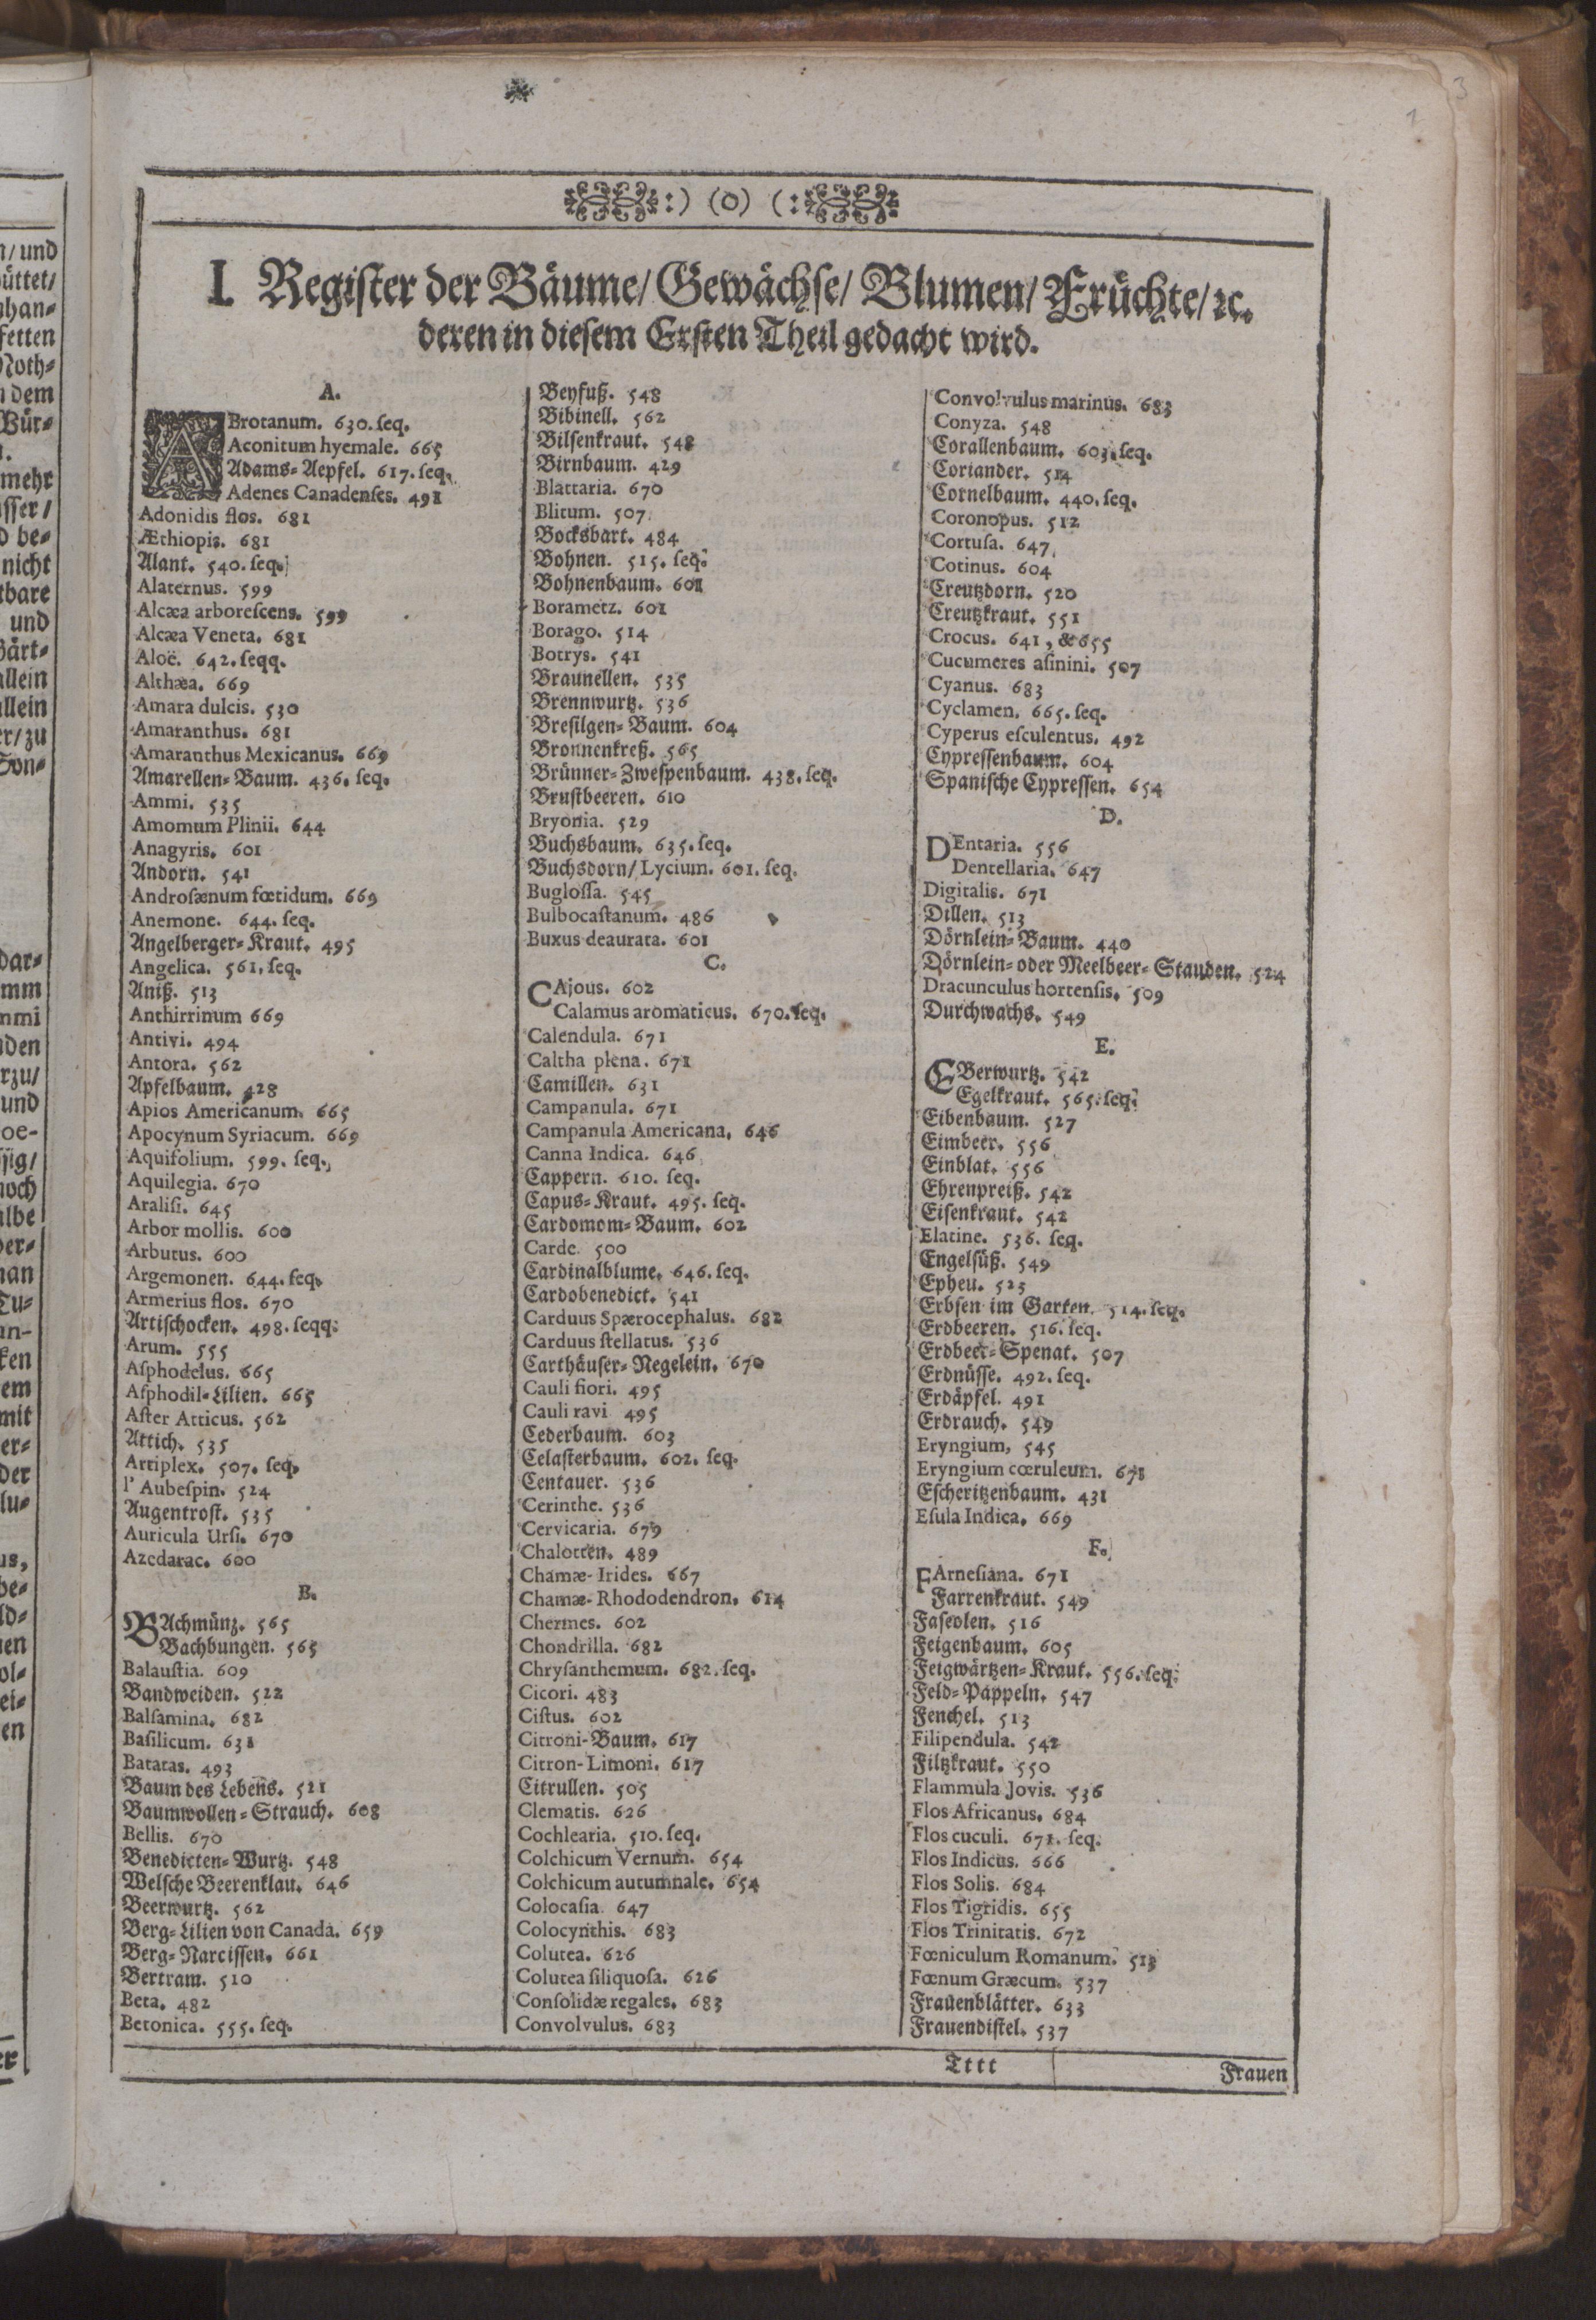 1
3
:) (o) (:
I. Register der Bäume/ Gewächse/ Blumen/ Früchte/ ꝛc.
deren in diesem Ersten Theil gedacht wird.
A.
ABrotanum. 630. ſeq.
Aconitum hyemale. 665
Adams-Aepfel. 617. ſeq.
Adenes Canadenſes. 491
Adonidis flos. 681
Æthiopis. 681
Alant. 540. ſeq.
Alaternus. 599
Alcæa arboreſcens. 599
Alcæa Veneta. 681
Aloë. 642. ſeqq.
Althæa. 669
Amara dulcis. 530
Amaranthus. 681
Amaranthus Mexicanus. 669
Amarellen-Baum. 436. ſeq.
Ammi. 535
Amomum Plinii. 644
Anagyris. 601
Andorn. 541
Androſænum fœtidum. 669
Anemone. 644. ſeq.
Angelberger-Kraut. 495
Angelica. 561. ſeq.
Aniß. 513
Anthirrinum 669
Antivi. 494
Antora. 562
Apfelbaum. 428
Apios Americanum. 665
Apocynum Syriacum. 669
Aquifolium. 599. ſeq.
Aquilegia. 670
Araliſi. 645
Arbor mollis. 600
Arbutus. 600
Argemonen. 644. ſeq.
Armerius flos. 670
Artiſchocken. 498. ſeqq.
Arum. 555
Aſphodelus. 665
Aſphodil-Lilien. 665
Aſter Atticus. 562
Attich. 535
Artiplex. 507. ſeq.
l' Aubeſpin. 524
Augentroſt. 535
Auricula Urſi. 670
Azedarac. 600
B.
BAchmünz. 565
Bachbungen. 565
Balauſtia. 609
Bandweiden. 522
Balſamina. 682
Baſilicum. 631
Batatas. 493
Baum des Lebens. 521
Baumwollen-Strauch. 608
Bellis. 670
Benedicten-Wurtz. 548
Welſche Beerenklau. 646
Beerwurtz. 562
Berg-Lilien von Canada. 659
Berg-Narciſſen. 661
Bertram. 510
Beta. 482
Betonica. 555. ſeq.
Beyfuß. 548
Bibinell. 562
Bilſenkraut. 548
Birnbaum. 429
Blattaria. 670
Blitum. 507
Bocksbart. 484
Bohnen. 515. ſeq.
Bohnenbaum. 601
Borametz. 601
Borago. 514
Botrys. 541
Braunellen. 535
Brennwurtz. 536
Breſilgen-Baum. 604
Bronnenkreß. 565
Brünner-Zweſpenbaum. 438. ſeq.
Bruſtbeeren. 610
Bryonia. 529
Buchsbaum. 635. ſeq.
Buchsdorn/ Lycium. 601. ſeq.
Bugloſſa. 545
Bulbocaſtanum. 486
Buxus deaurata. 601
C.
CAjous. 602
Calamus aromaticus. 670. ſeq.
Calendula. 671
Caltha plena. 671
Camillen. 631
Campanula. 671
Campanula Americana. 646
Canna Indica. 646
Cappern. 610. ſeq.
Capus-Kraut. 495. ſeq.
Cardomom-Baum. 602
Carde. 500
Cardinalblume. 646. ſeq.
Cardobenedict. 541
Carduus Spærocephalus. 682
Carduus ſtellatus. 536
Carthäuſer-Negelein. 670
Cauli fiori. 495
Cauli ravi 495
Cederbaum. 603
Celaſterbaum. 602. ſeq.
Centauer. 536
Cerinthe. 536
Cervicaria. 679
Chalotten. 489
Chamæ-Irides. 667
Chamæ-Rhododendron. 614
Chermes. 602
Chondrilla. 682
Chryſanthemum. 682. ſeq.
Cicori. 483
Ciſtus. 602
Citroni-Baum. 617
Citron-Limoni. 617
Citrullen. 505
Clematis. 626
Cochlearia. 510. ſeq.
Colchicum Vernum. 654
Colchicum autumnale. 654
Colocaſia. 647
Colocynthis. 683
Colutea. 626
Colutea ſiliquoſa. 626
Conſolidæ regales. 683
Convolvulus. 683
Convolvulus marinus. 683
Conyza. 548
Corallenbaum. 603. ſeq.
Coriander. 514
Cornelbaum. 440. ſeq.
Coronopus. 512
Cortuſa. 647
Cotinus. 604
Creutzdorn. 520
Creutzkraut. 551
Crocus. 641, & 655
Cucumeres aſinini. 507
Cyanus. 683
Cyclamen. 665. ſeq.
Cyperus eſculentus. 492
Cypreſſenbaum. 604
Spaniſche Cypreſſen. 654
D.
DEntaria. 556
Dentellaria. 647
Digitalis. 671
Dillen. 513
Dörnlein-Baum. 440
Dörnlein- oder Meelbeer-Stauden. 524
Dracunculus hortenſis. 509
Durchwachs. 549
E.
EBerwurtz. 542
Egelkraut. 565. ſeq.
Eibenbaum. 527
Eimbeer. 556
Einblat. 556
Ehrenpreiß. 542
Eiſenkraut. 542
Elatine. 536. ſeq.
Engelſüß. 549
Epheu. 523
Erbſen im Garten. 514. ſeq.
Erdbeeren. 516. ſeq.
Erdbeer-Spenat. 507
Erdnüſſe. 492. ſeq.
Erdäpfel. 491
Erdrauch. 549
Eryngium, 545
Eryngium cœruleum. 671
Eſcheritzenbaum. 431
Eſula Indica. 669
F.
FArneſiana. 671
Farrenkraut. 549
Faſeolen. 516
Feigenbaum. 605
Feigwärtzen-Kraut. 556. ſeq.
Feld-Pappeln. 547
Fenchel. 513
Filipendula. 542
Filtzkraut. 550
Flammula Jovis. 536
Flos Africanus. 684
Flos cuculi. 671. ſeq.
Flos Indicus. 666
Flos Solis. 684
Flos Tigridis. 655
Flos Trinitatis. 672
Fœniculum Romanum. 513
Fœnum Græcum. 537
Frauenblätter. 633
Frauendiſtel. 537
Tttt
Frauen